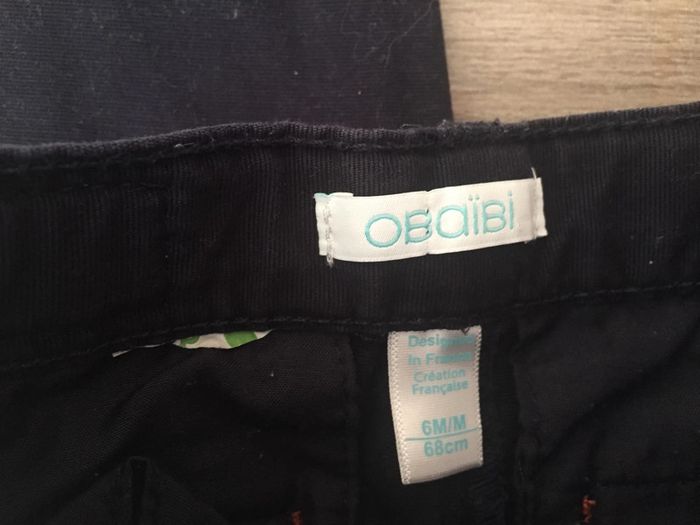 OBaïBi
Designed
in France
Création
Française
6M/M
68cm